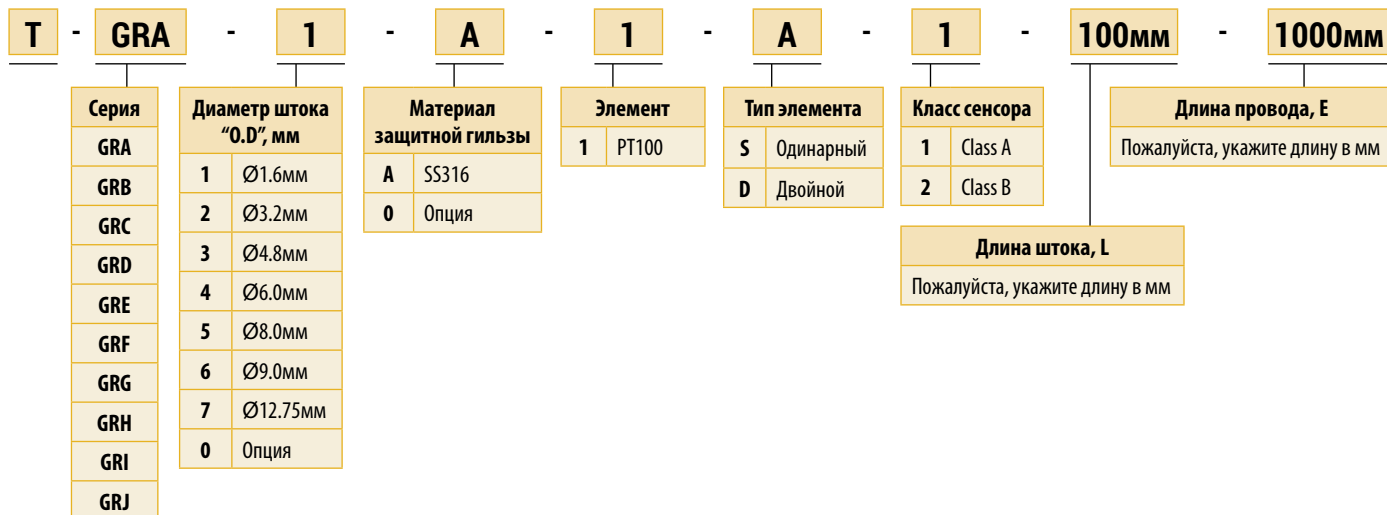 T - GRA - 1 - A - 1 - A - 1 - 100мм - 1000мм
Серия
GRA
GRB
GRC
GRD
GRE
GRF
GRG
GRH
GRI
GRJ
Диаметр штока
“O.D”, мм
1 Ø1.6мм
2 Ø3.2мм
3 Ø4.8мм
4 Ø6.0мм
5 Ø8.0мм
6 Ø9.0мм
7 Ø12.75мм
0 Опция
Материал
защитной гильзы
A SS316
0 Опция
Элемент
1 PT100
Тип элемента
S Одинарный
D Двойной
Класс сенсора
1 Class A
2 Class B
Длина штока, L
Пожалуйста, укажите длину в мм
Длина провода, E
Пожалуйста, укажите длину в мм